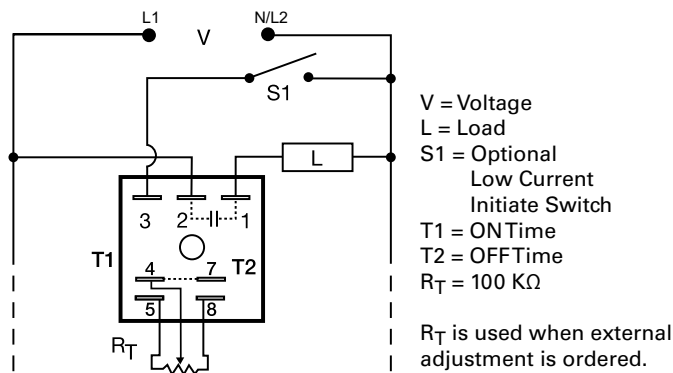 L1 V N/L2
S1
L
3 2 1
T1 4 7 T2
5 8
RT
V = Voltage
L = Load
S1 = Optional
Low Current
Initiate Switch
T1 = ON Time
T2 = OFF Time
RT = 100 KΩ
RT is used when external
adjustment is ordered.